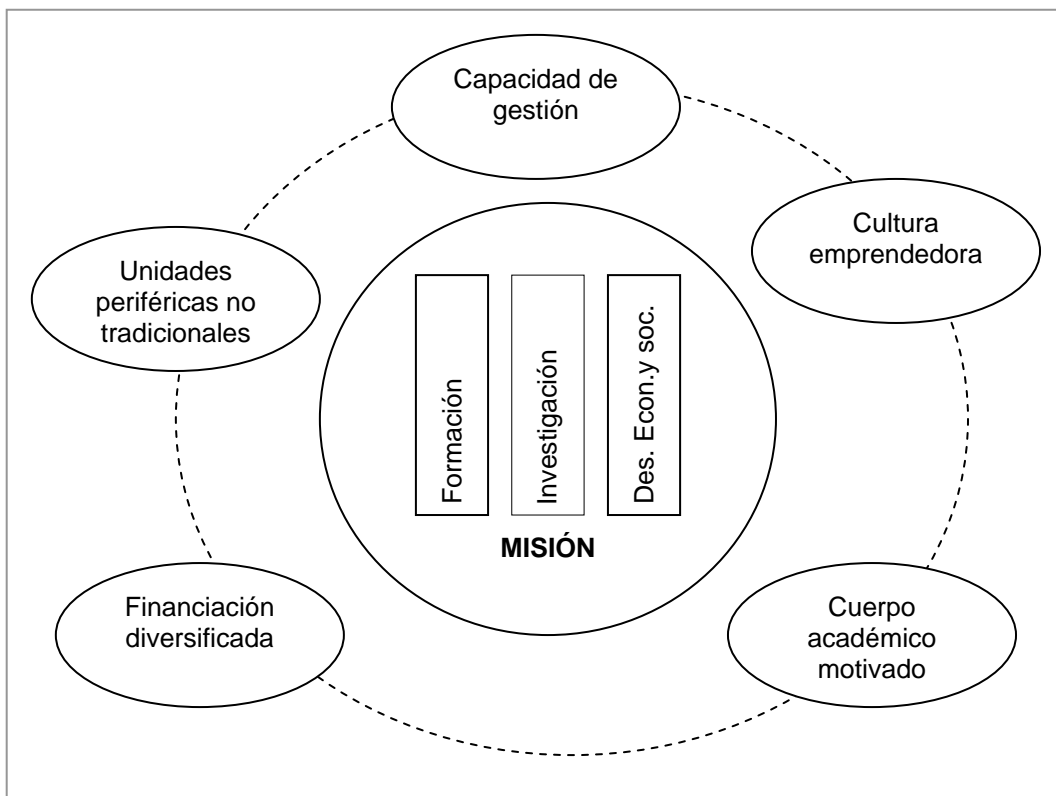 Capacidad de
gestión
Cultura
emprendedora
Unidades
periféricas no
tradicionales
Formación
Investigación
Des. Econ.y soc.
MISIÓN
Financiación
diversificada
Cuerpo
académico
motivado